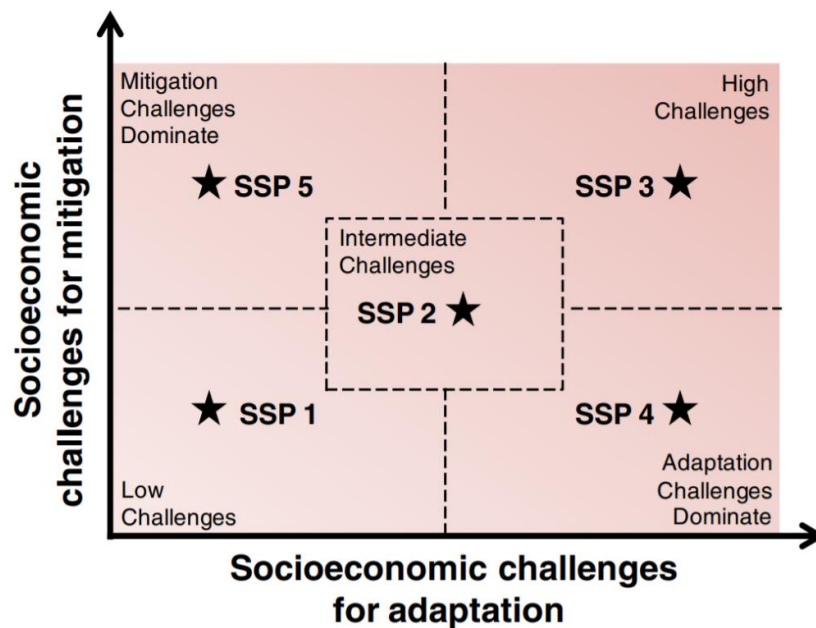 Socioeconomic
challenges for mitigation
Mitigation
Challenges
Dominate
High
Challenges
SSP 5
SSP 3
Intermediate
Challenges
SSP 2
SSP 1
SSP 4
Low
Challenges
Adaptation
Challenges
Dominate
Socioeconomic challenges
for adaptation